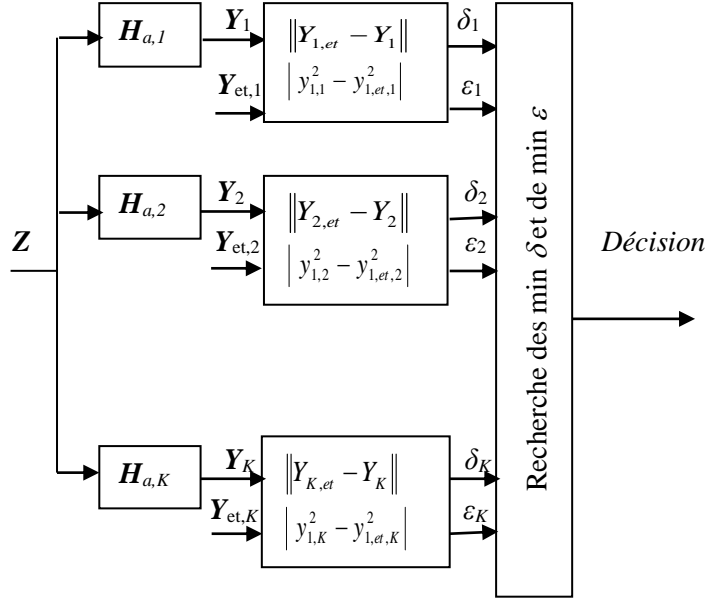 H_{a,1}
Y_1
Y_{et,1}
‖Y_{1,et} − Y_1‖
| y_{1,1}^2 − y_{1,et,1}^2 |
δ_1
ε_1
H_{a,2}
Y_2
Y_{et,2}
‖Y_{2,et} − Y_2‖
| y_{1,2}^2 − y_{1,et,2}^2 |
δ_2
ε_2
Z
H_{a,K}
Y_K
Y_{et,K}
‖Y_{K,et} − Y_K‖
| y_{1,K}^2 − y_{1,et,K}^2 |
δ_K
ε_K
Recherche des min δ et de min ε
Décision